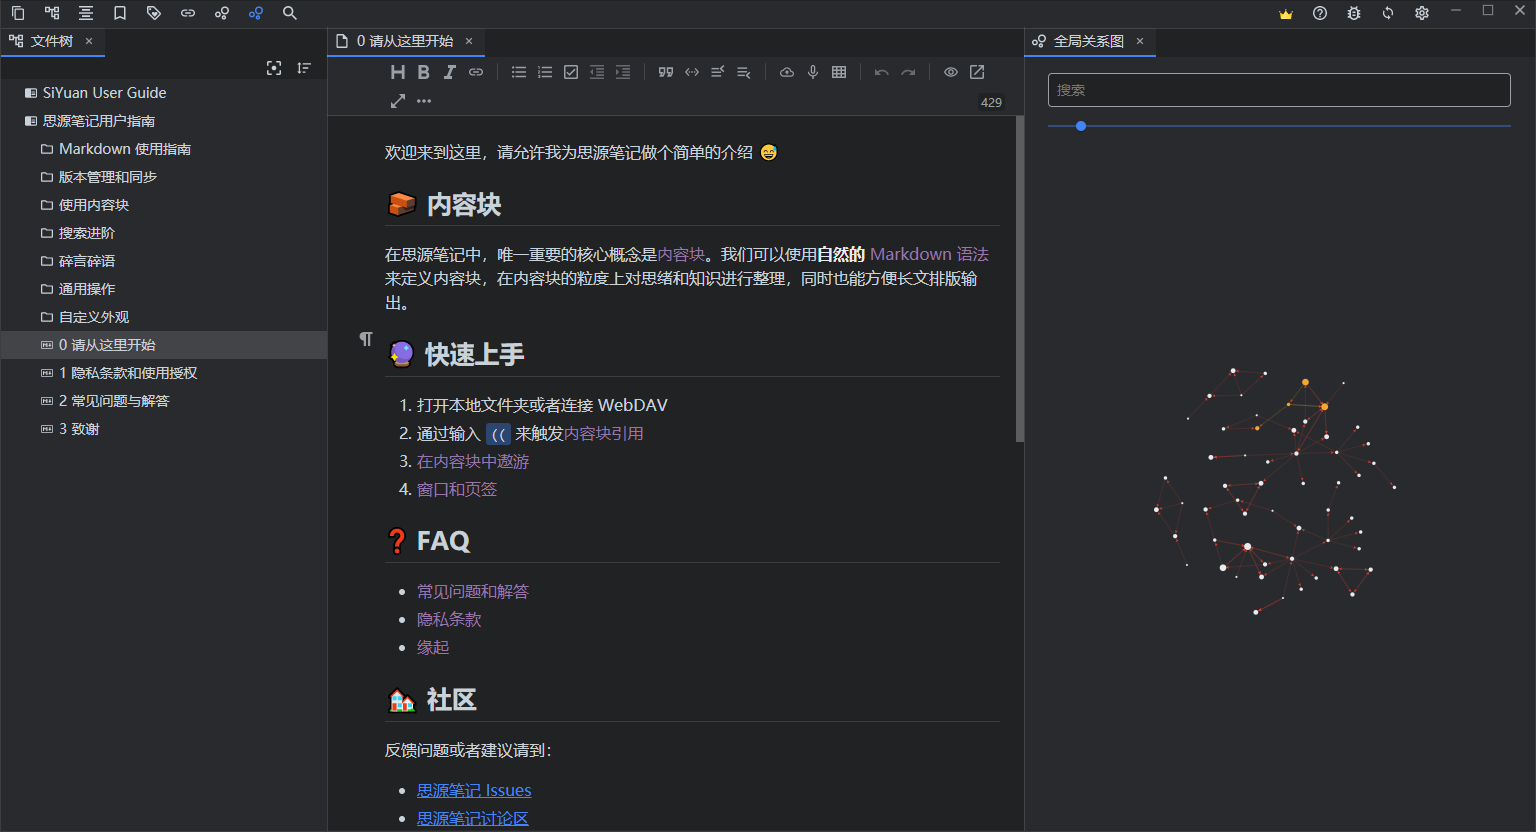 文件树
0 请从这里开始
全局关系图
429
搜索
SiYuan User Guide
思源笔记用户指南
Markdown 使用指南
版本管理和同步
使用内容块
搜索进阶
碎言碎语
通用操作
自定义外观
0 请从这里开始
1 隐私条款和使用授权
2 常见问题与解答
3 致谢
欢迎来到这里，请允许我为思源笔记做个简单的介绍 😅
内容块
在思源笔记中，唯一重要的核心概念是内容块。我们可以使用自然的 Markdown 语法
来定义内容块，在内容块的粒度上对思绪和知识进行整理，同时也能方便长文排版输
出。
快速上手
1. 打开本地文件夹或者连接 WebDAV
2. 通过输入 (( 来触发内容块引用
3. 在内容块中遨游
4. 窗口和页签
❓ FAQ
• 常见问题和解答
• 隐私条款
• 缘起
社区
反馈问题或者建议请到：
• 思源笔记 Issues
• 思源笔记讨论区